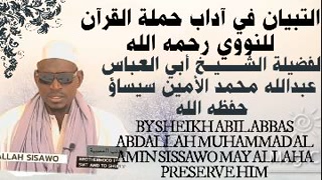 التبيان في آداب حملة القرآن
للنووي رحمه الله
لفضيلة الشيخ أبي العباس
عبدالله محمد الأمين سيساؤ
حفظه الله
BY SHEIKH ABIL ABBAS
ABDALLAH MUHAMMAD AL
AMIN SISSAWO MAY ALLAHA
PRESERVE HIM
ALLAH SISAWO